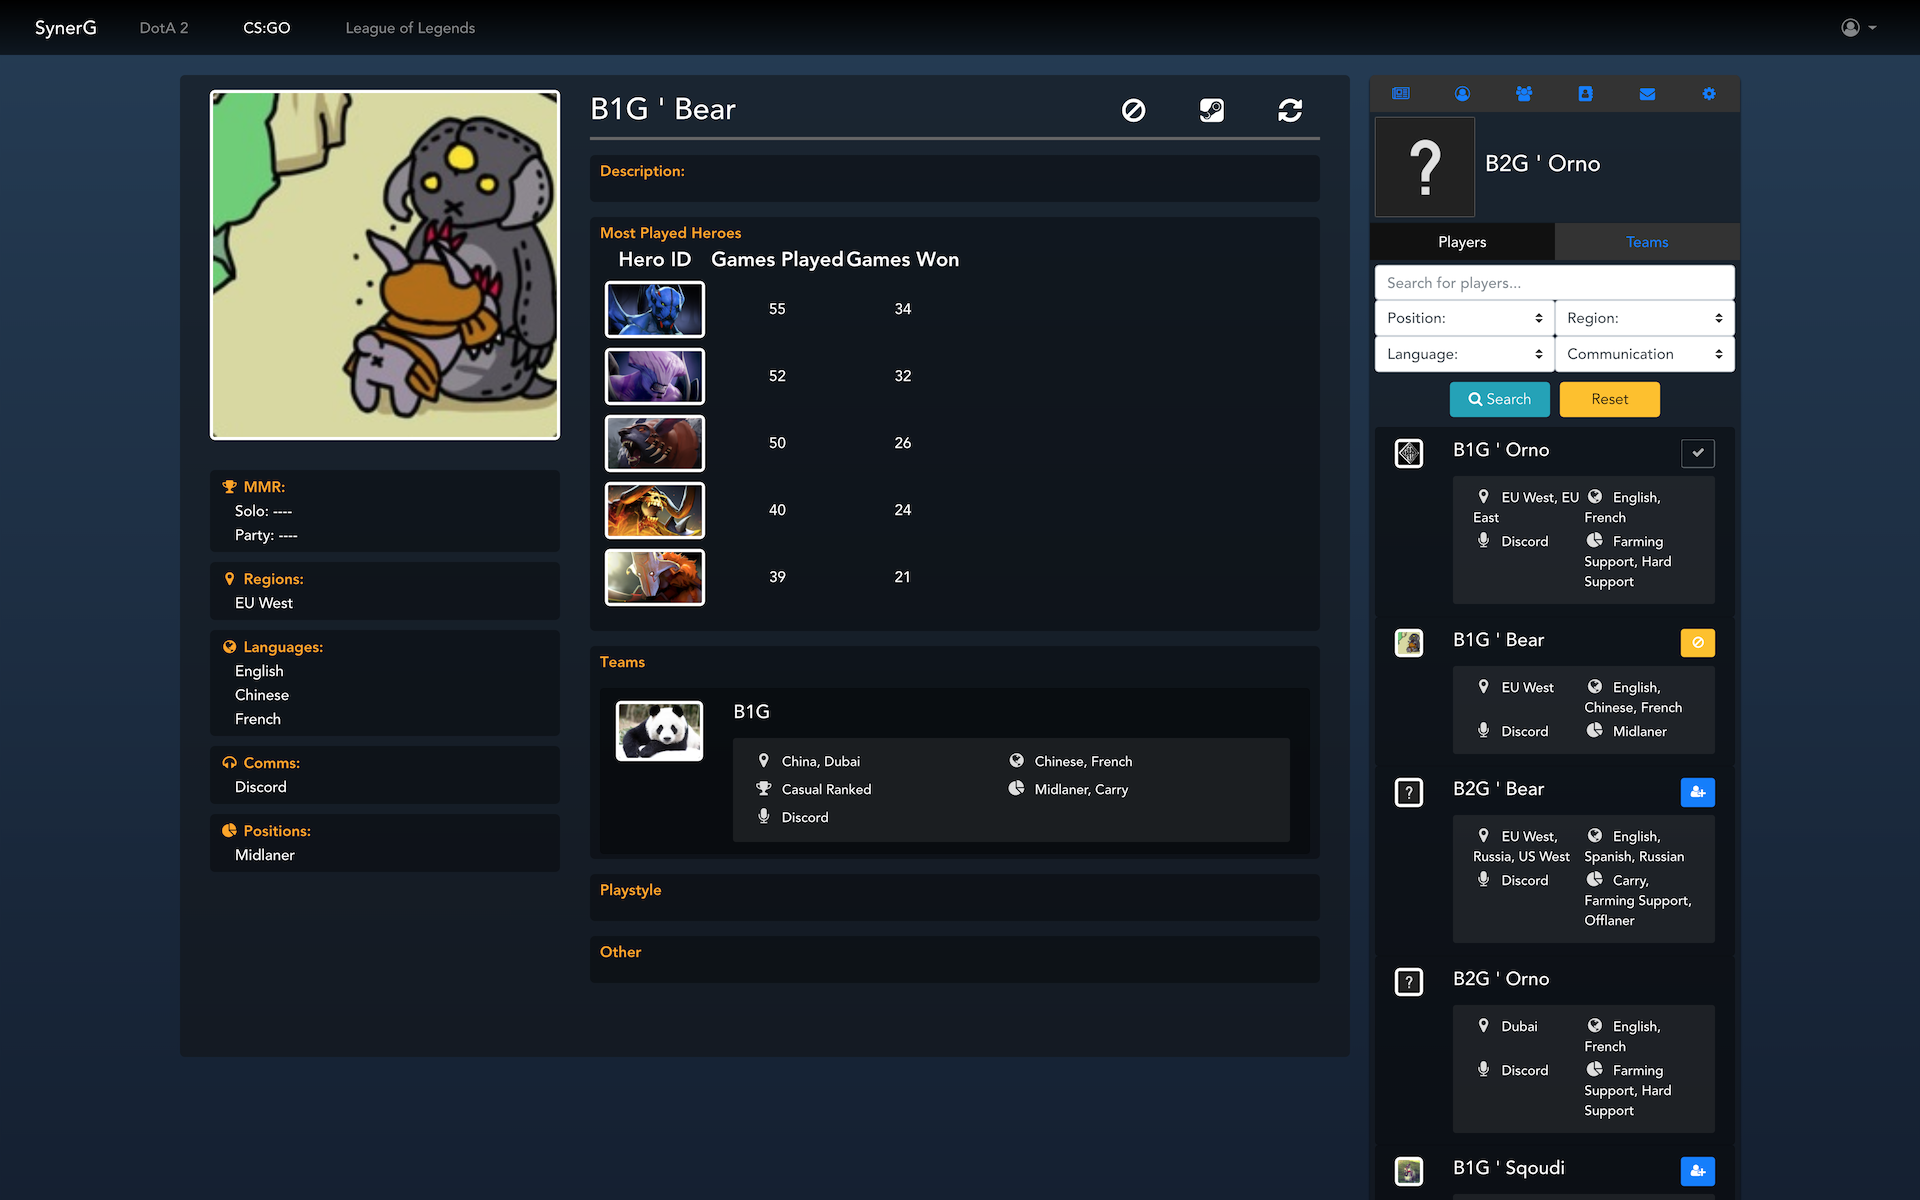 SynerG DotA 2 CS:GO League of Legends
B1G ' Bear
MMR:
Solo: ----
Party: ----
Regions:
EU West
Languages:
English
Chinese
French
Comms:
Discord
Positions:
Midlaner
Description:
Most Played Heroes
Hero ID Games Played Games Won
55 34
52 32
50 26
40 24
39 21
Teams
B1G
China, Dubai Chinese, French
Casual Ranked Midlaner, Carry
Discord
Playstyle
Other
? B2G ' Orno
Players Teams
Search for players...
Position: Region:
Language: Communication
Search Reset
B1G ' Orno
EU West, EU
East
English,
French
Discord
Farming
Support, Hard
Support
B1G ' Bear
EU West
English,
Chinese, French
Discord
Midlaner
? B2G ' Bear
EU West,
Russia, US West
English,
Spanish, Russian
Discord
Carry,
Farming Support,
Offlaner
? B2G ' Orno
Dubai
English,
French
Discord
Farming
Support, Hard
Support
B1G ' Sqoudi